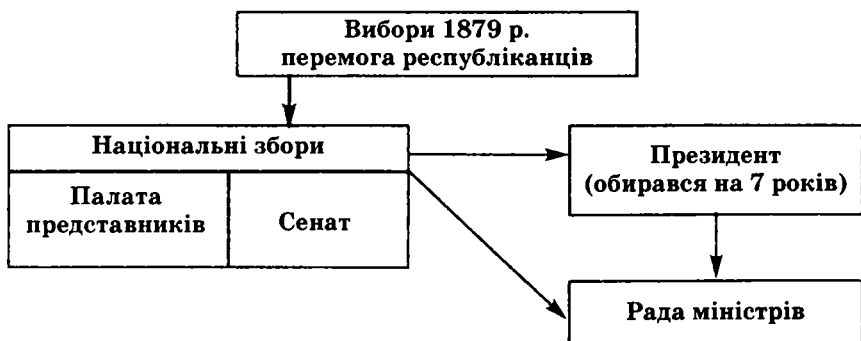 Вибори 1879 р.
перемога республіканців
Національні збори
Палата
представників
Сенат
Президент
(обирався на 7 років)
Рада міністрів